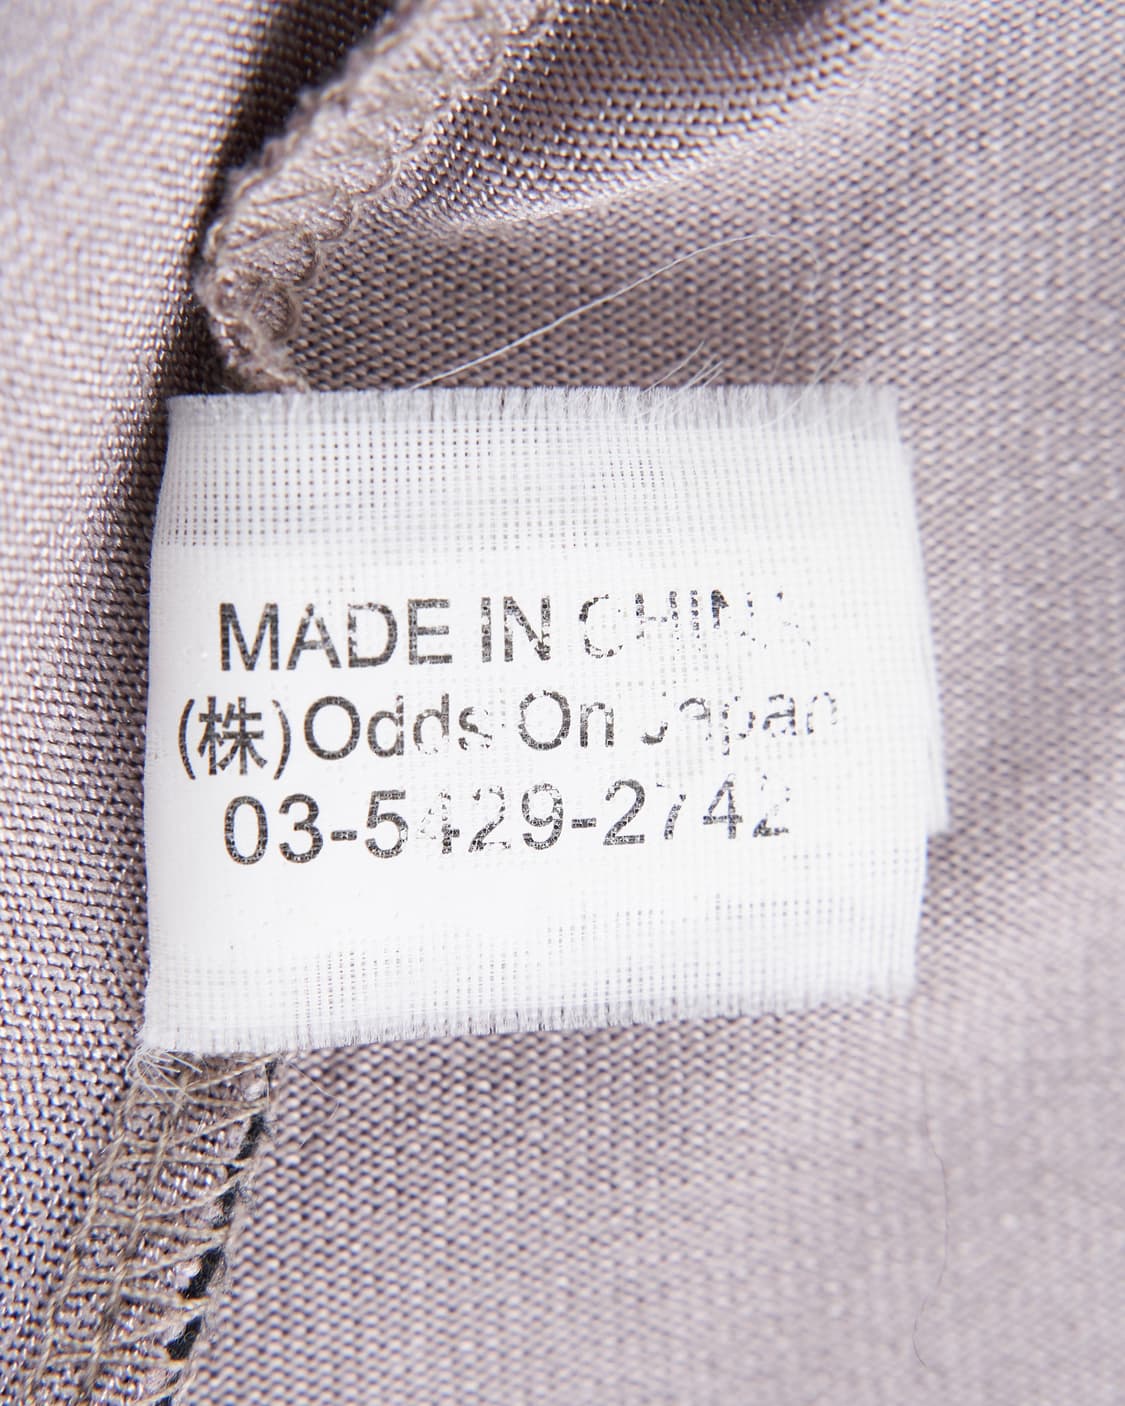 MADE IN CHINA
(株)Odds On Japan
03-5429-2742